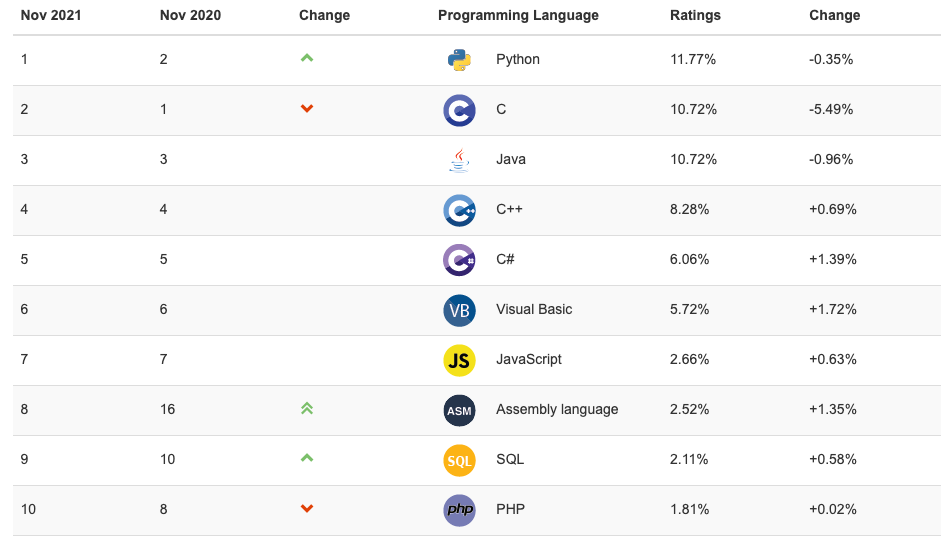 Nov 2021 Nov 2020 Change Programming Language Ratings Change
1 2 Python 11.77% -0.35%
2 1 C C 10.72% -5.49%
3 3 Java 10.72% -0.96%
4 4 C++ C++ 8.28% +0.69%
5 5 C# C# 6.06% +1.39%
6 6 VB Visual Basic 5.72% +1.72%
7 7 JS JavaScript 2.66% +0.63%
8 16 ASM Assembly language 2.52% +1.35%
9 10 SQL SQL 2.11% +0.58%
10 8 php PHP 1.81% +0.02%